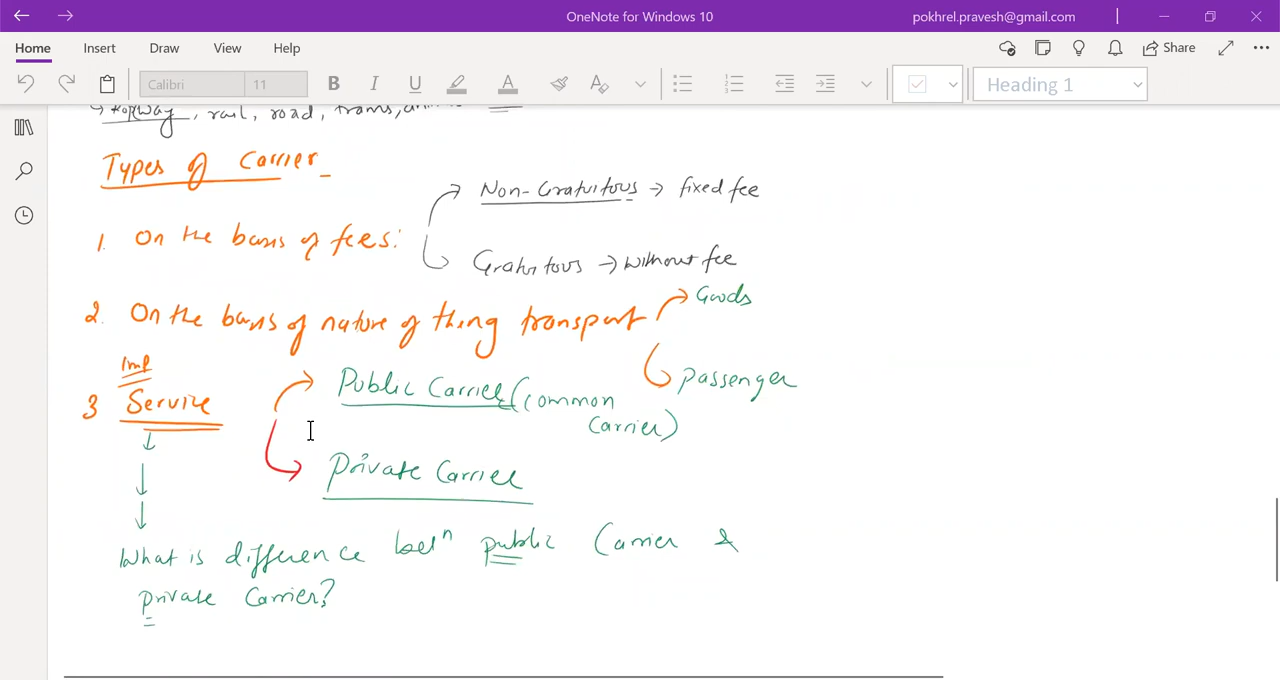 OneNote for Windows 10
pokhrel.pravesh@gmail.com
Home Insert Draw View Help
Share
Calibri 11 B I U A Heading 1
Ropway, rail, road, trams,
Types of Carrier
1. On the basis of fees:
Non-Gratuitous → fixed fee
Gratuitous → Without fee
2. On the basis of nature of thing transport
Goods
Passenger
Imp
3 Service
Public Carrier (Common
Carrier)
Private Carrier
What is difference betn public Carrier &
private Carrier?